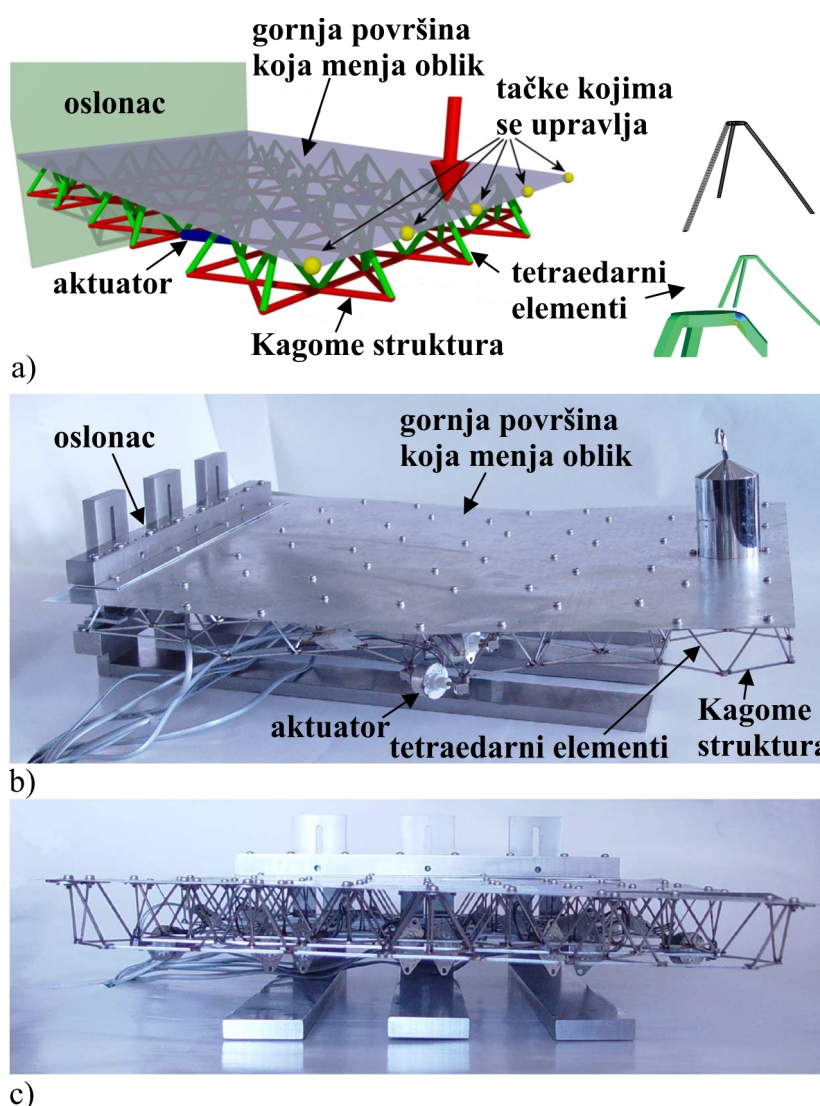 gornja površina
koja menja oblik
oslonac
tačke kojima
se upravlja
aktuator
tetraedarni
elementi
Kagome struktura
a)
oslonac
gornja površina
koja menja oblik
aktuator
tetraedarni elementi
Kagome
struktura
b)
c)